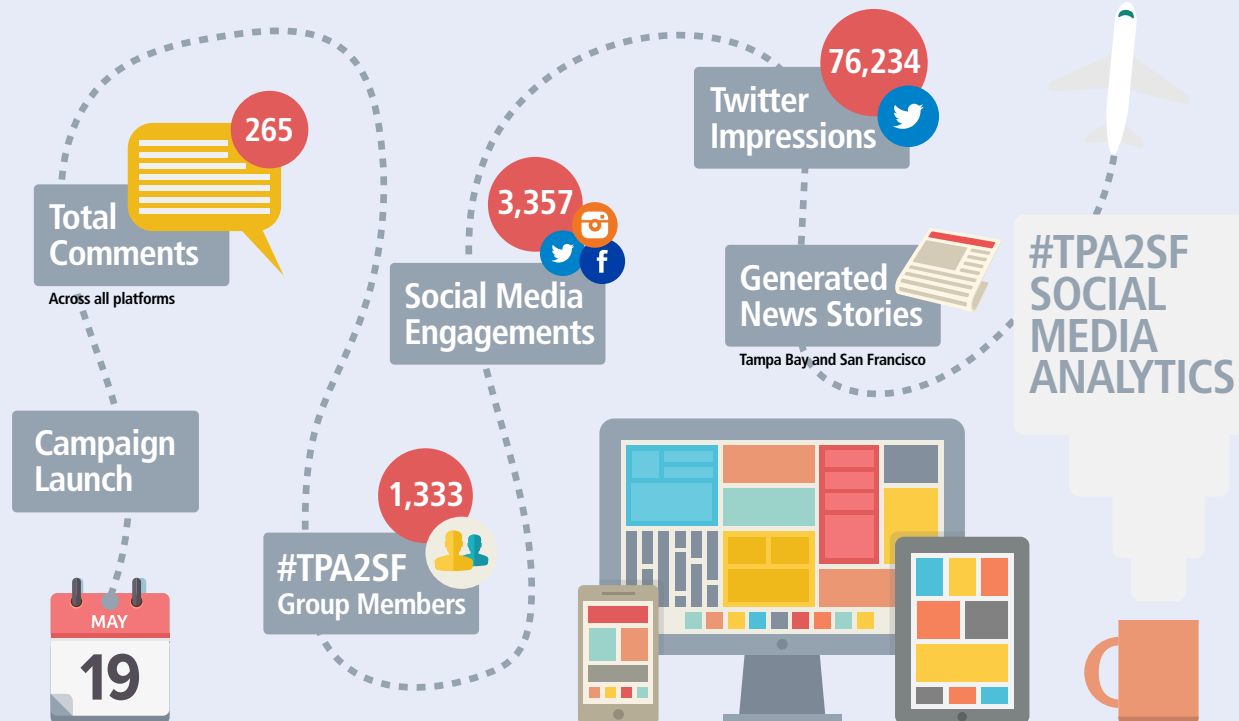 MAY
19
Campaign
Launch
265
Total
Comments
Across all platforms
1,333
#TPA2SF
Group Members
3,357
Social Media
Engagements
76,234
Twitter
Impressions
Generated
News Stories
Tampa Bay and San Francisco
#TPA2SF
SOCIAL
MEDIA
ANALYTICS